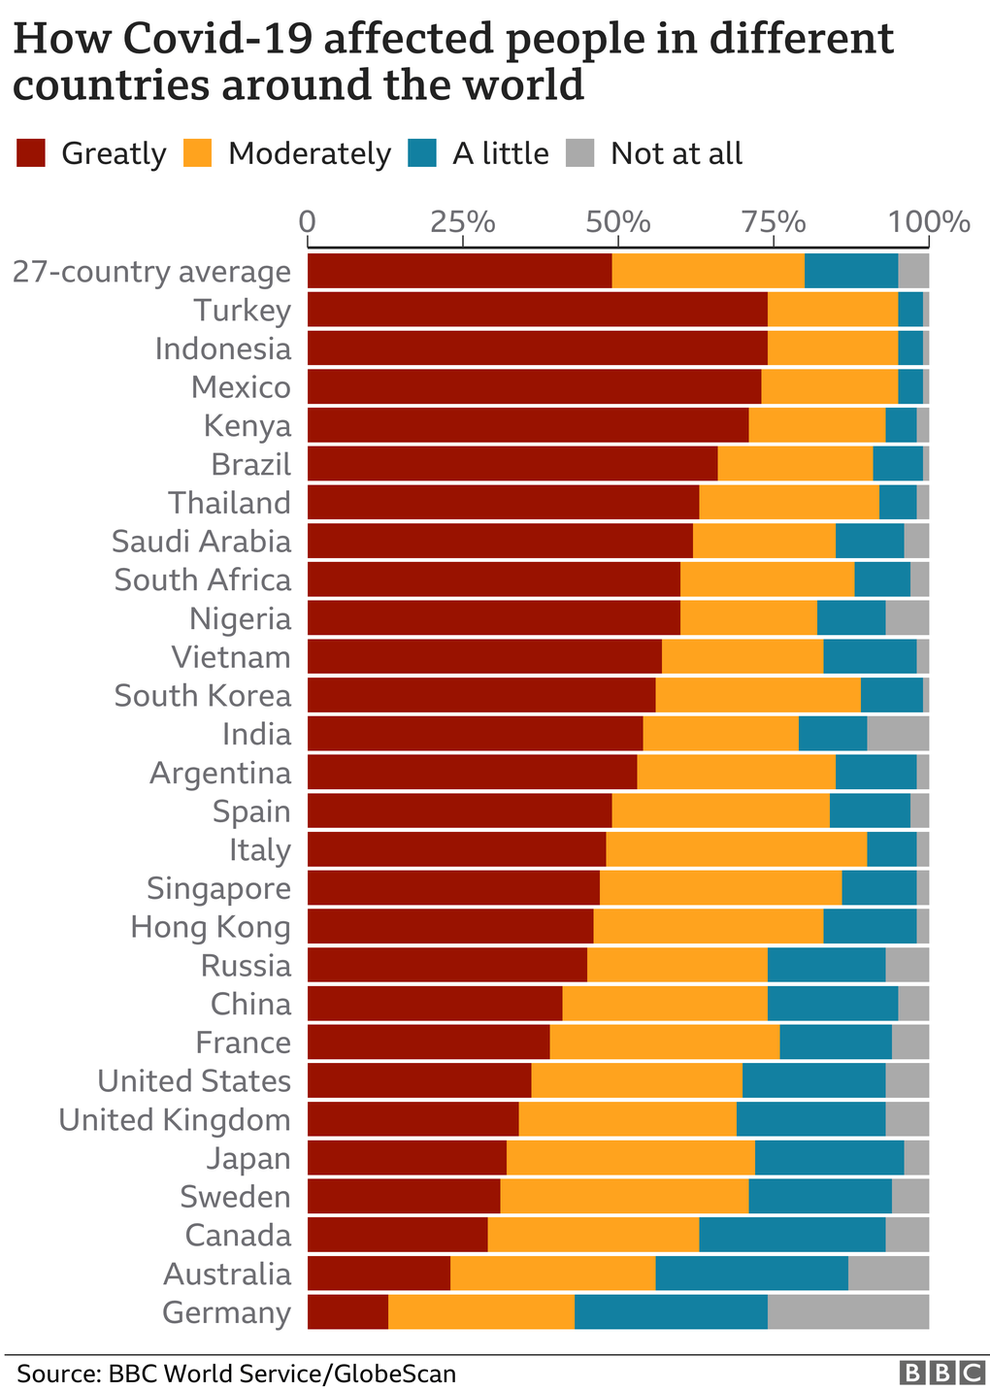 How Covid-19 affected people in different
countries around the world
Greatly Moderately A little Not at all
0 25% 50% 75% 100%
27-country average
Turkey
Indonesia
Mexico
Kenya
Brazil
Thailand
Saudi Arabia
South Africa
Nigeria
Vietnam
South Korea
India
Argentina
Spain
Italy
Singapore
Hong Kong
Russia
China
France
United States
United Kingdom
Japan
Sweden
Canada
Australia
Germany
Source: BBC World Service/GlobeScan BBC